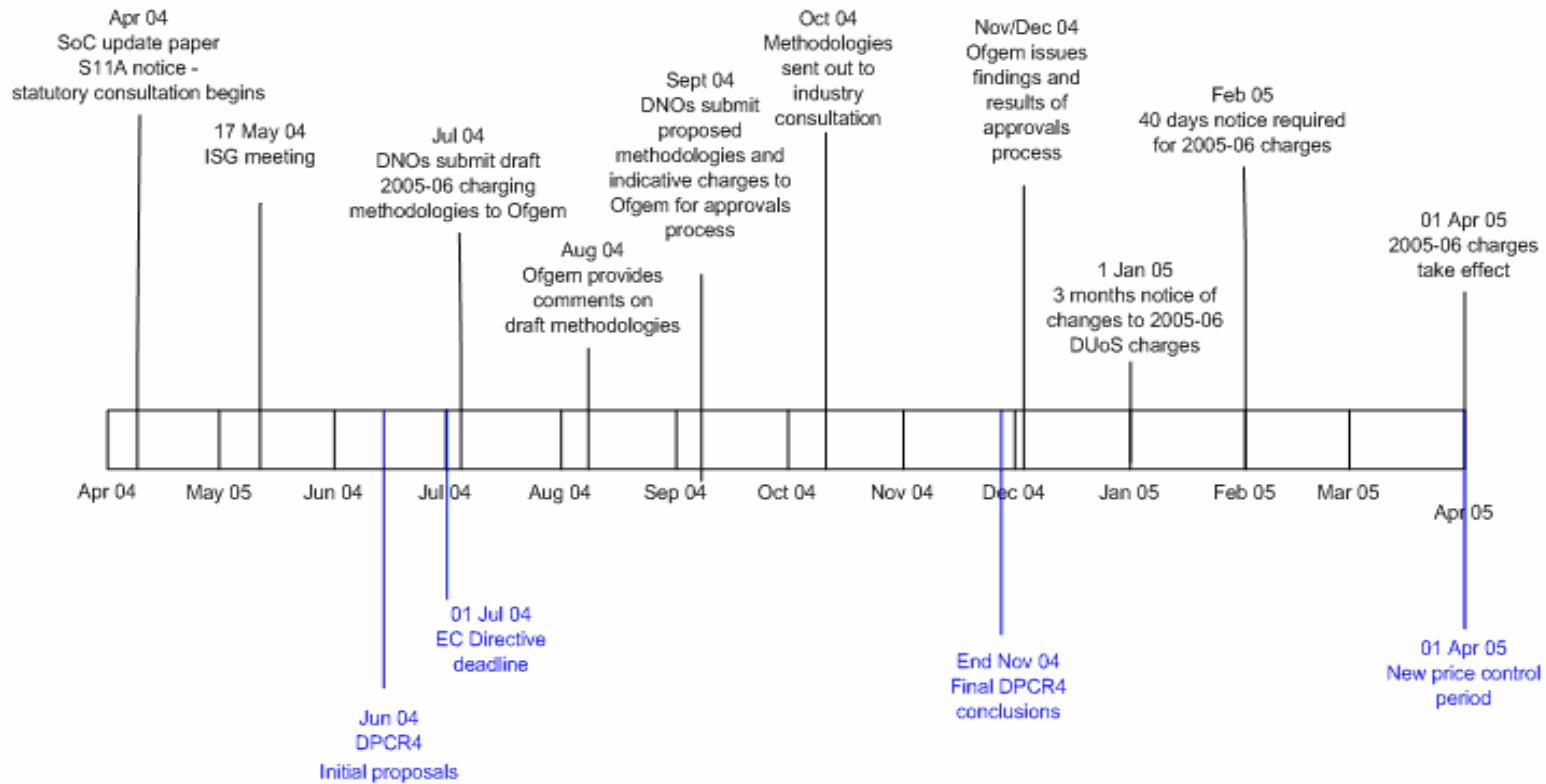 Apr 04
SoC update paper
S11A notice -
statutory consultation begins
17 May 04
ISG meeting
Jul 04
DNOs submit draft
2005-06 charging
methodologies to Ofgem
Aug 04
Ofgem provides
comments on
draft methodologies
Sept 04
DNOs submit
proposed
methodologies and
indicative charges to
Ofgem for approvals
process
Oct 04
Methodologies
sent out to
industry
consultation
Nov/Dec 04
Ofgem issues
findings and
results of
approvals
process
1 Jan 05
3 months notice of
changes to 2005-06
DUoS charges
Feb 05
40 days notice required
for 2005-06 charges
01 Apr 05
2005-06 charges
take effect
Apr 04
May 05
Jun 04
Jul 04
Aug 04
Sep 04
Oct 04
Nov 04
Dec 04
Jan 05
Feb 05
Mar 05
Apr 05
Jun 04
DPCR4
Initial proposals
01 Jul 04
EC Directive
deadline
End Nov 04
Final DPCR4
conclusions
01 Apr 05
New price control
period